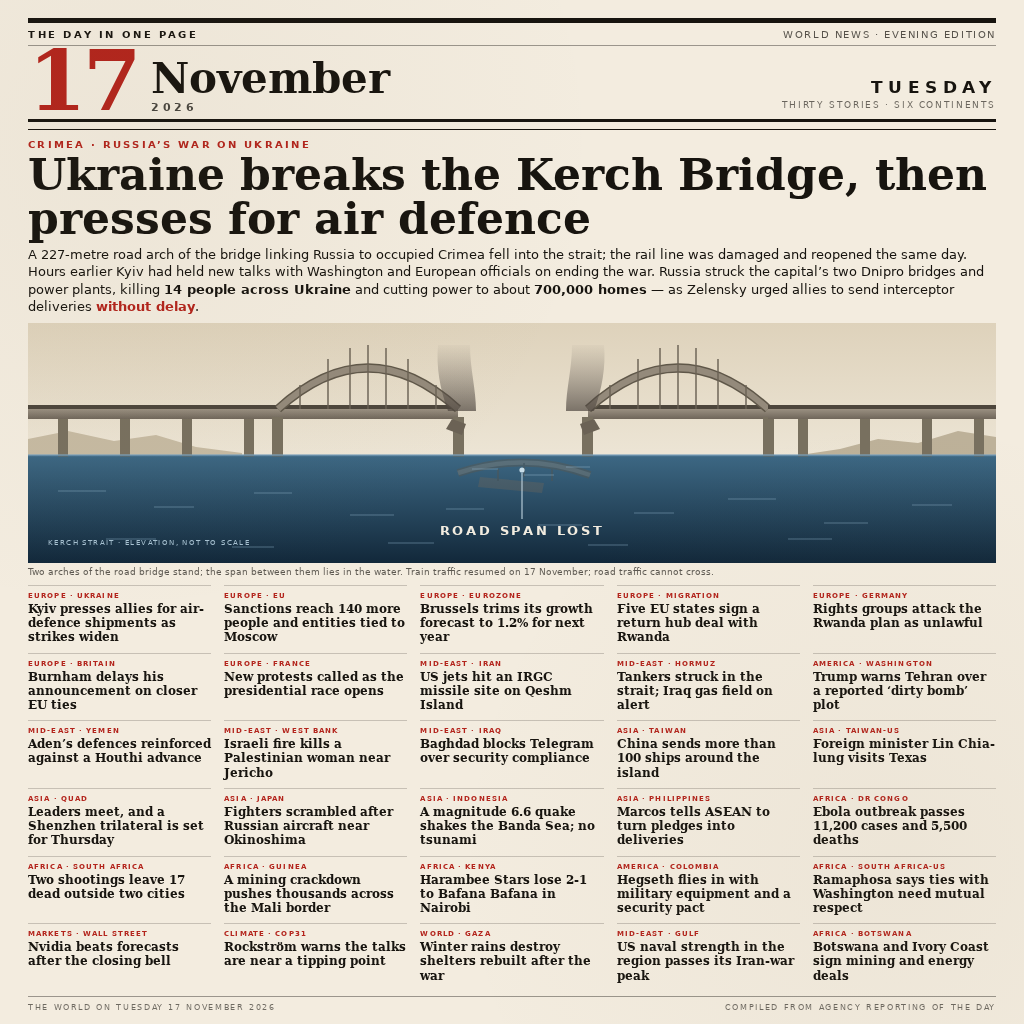 THE DAY IN ONE PAGE
WORLD NEWS · EVENING EDITION
17 November
2026
TUESDAY
THIRTY STORIES · SIX CONTINENTS
CRIMEA · RUSSIA’S WAR ON UKRAINE
Ukraine breaks the Kerch Bridge, then
presses for air defence
A 227-metre road arch of the bridge linking Russia to occupied Crimea fell into the strait; the rail line was damaged and reopened the same day.
Hours earlier Kyiv had held new talks with Washington and European officials on ending the war. Russia struck the capital’s two Dnipro bridges and
power plants, killing 14 people across Ukraine and cutting power to about 700,000 homes — as Zelensky urged allies to send interceptor
deliveries without delay.
ROAD SPAN LOST
KERCH STRAIT · ELEVATION, NOT TO SCALE
Two arches of the road bridge stand; the span between them lies in the water. Train traffic resumed on 17 November; road traffic cannot cross.
EUROPE · UKRAINE
Kyiv presses allies for air-
defence shipments as
strikes widen
EUROPE · EU
Sanctions reach 140 more
people and entities tied to
Moscow
EUROPE · EUROZONE
Brussels trims its growth
forecast to 1.2% for next
year
EUROPE · MIGRATION
Five EU states sign a
return hub deal with
Rwanda
EUROPE · GERMANY
Rights groups attack the
Rwanda plan as unlawful
EUROPE · BRITAIN
Burnham delays his
announcement on closer
EU ties
EUROPE · FRANCE
New protests called as the
presidential race opens
MID-EAST · IRAN
US jets hit an IRGC
missile site on Qeshm
Island
MID-EAST · HORMUZ
Tankers struck in the
strait; Iraq gas field on
alert
AMERICA · WASHINGTON
Trump warns Tehran over
a reported ‘dirty bomb’
plot
MID-EAST · YEMEN
Aden’s defences reinforced
against a Houthi advance
MID-EAST · WEST BANK
Israeli fire kills a
Palestinian woman near
Jericho
MID-EAST · IRAQ
Baghdad blocks Telegram
over security compliance
ASIA · TAIWAN
China sends more than
100 ships around the
island
ASIA · TAIWAN-US
Foreign minister Lin Chia-
lung visits Texas
ASIA · QUAD
Leaders meet, and a
Shenzhen trilateral is set
for Thursday
ASIA · JAPAN
Fighters scrambled after
Russian aircraft near
Okinoshima
ASIA · INDONESIA
A magnitude 6.6 quake
shakes the Banda Sea; no
tsunami
ASIA · PHILIPPINES
Marcos tells ASEAN to
turn pledges into
deliveries
AFRICA · DR CONGO
Ebola outbreak passes
11,200 cases and 5,500
deaths
AFRICA · SOUTH AFRICA
Two shootings leave 17
dead outside two cities
AFRICA · GUINEA
A mining crackdown
pushes thousands across
the Mali border
AFRICA · KENYA
Harambee Stars lose 2-1
to Bafana Bafana in
Nairobi
AMERICA · COLOMBIA
Hegseth flies in with
military equipment and a
security pact
AFRICA · SOUTH AFRICA-US
Ramaphosa says ties with
Washington need mutual
respect
MARKETS · WALL STREET
Nvidia beats forecasts
after the closing bell
CLIMATE · COP31
Rockström warns the talks
are near a tipping point
WORLD · GAZA
Winter rains destroy
shelters rebuilt after the
war
MID-EAST · GULF
US naval strength in the
region passes its Iran-war
peak
AFRICA · BOTSWANA
Botswana and Ivory Coast
sign mining and energy
deals
THE WORLD ON TUESDAY 17 NOVEMBER 2026
COMPILED FROM AGENCY REPORTING OF THE DAY